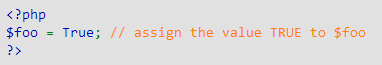 <?php
$foo = True; // assign the value TRUE to $foo
?>